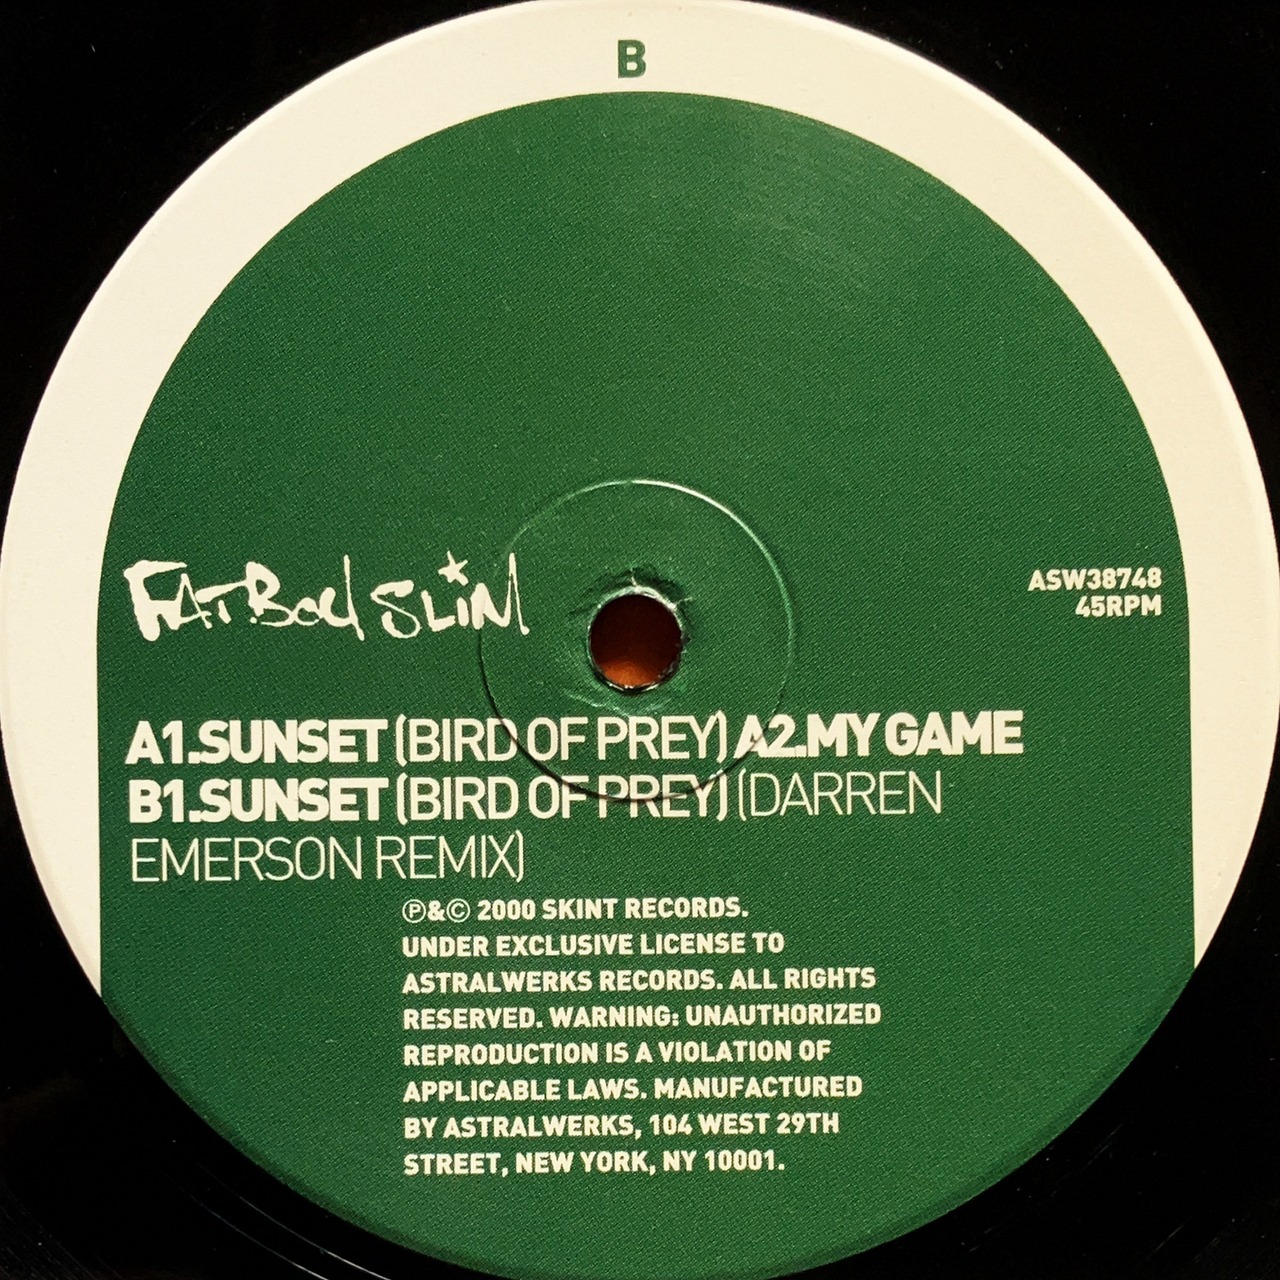 B
FATBOY SLIM
ASW38748
45RPM
A1.SUNSET (BIRD OF PREY) A2.MY GAME
B1.SUNSET (BIRD OF PREY) (DARREN
EMERSON REMIX)
℗&© 2000 SKINT RECORDS.
UNDER EXCLUSIVE LICENSE TO
ASTRALWERKS RECORDS. ALL RIGHTS
RESERVED. WARNING: UNAUTHORIZED
REPRODUCTION IS A VIOLATION OF
APPLICABLE LAWS. MANUFACTURED
BY ASTRALWERKS, 104 WEST 29TH
STREET, NEW YORK, NY 10001.